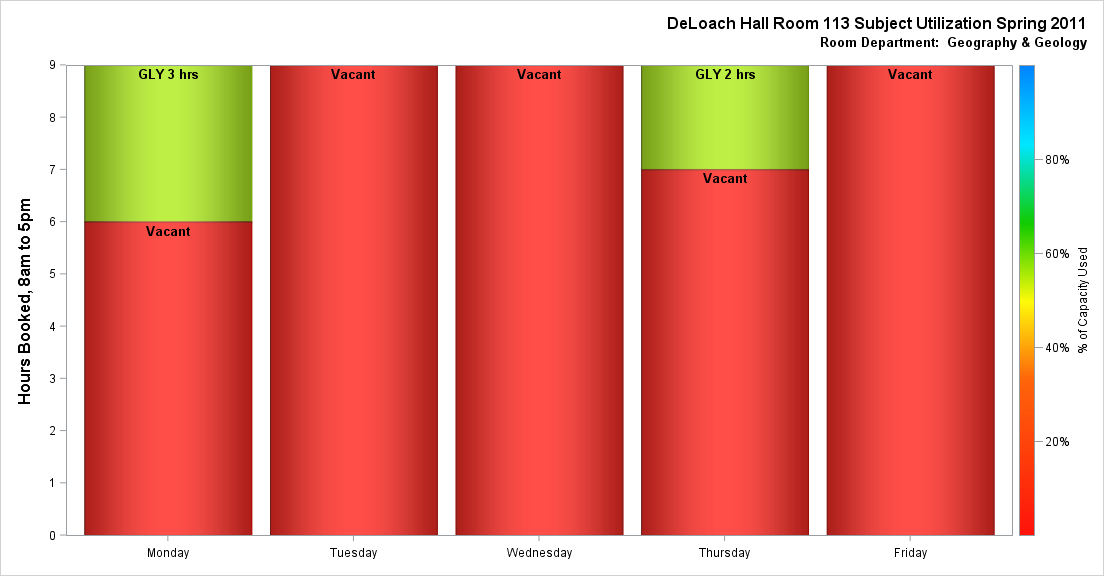 DeLoach Hall Room 113 Subject Utilization Spring 2011
Room Department: Geography & Geology
Hours Booked, 8am to 5pm
9
8
7
6
5
4
3
2
1
0
GLY 3 hrs
Vacant
Vacant
Vacant
GLY 2 hrs
Vacant
Vacant
Monday
Tuesday
Wednesday
Thursday
Friday
80%
60%
40%
20%
% of Capacity Used